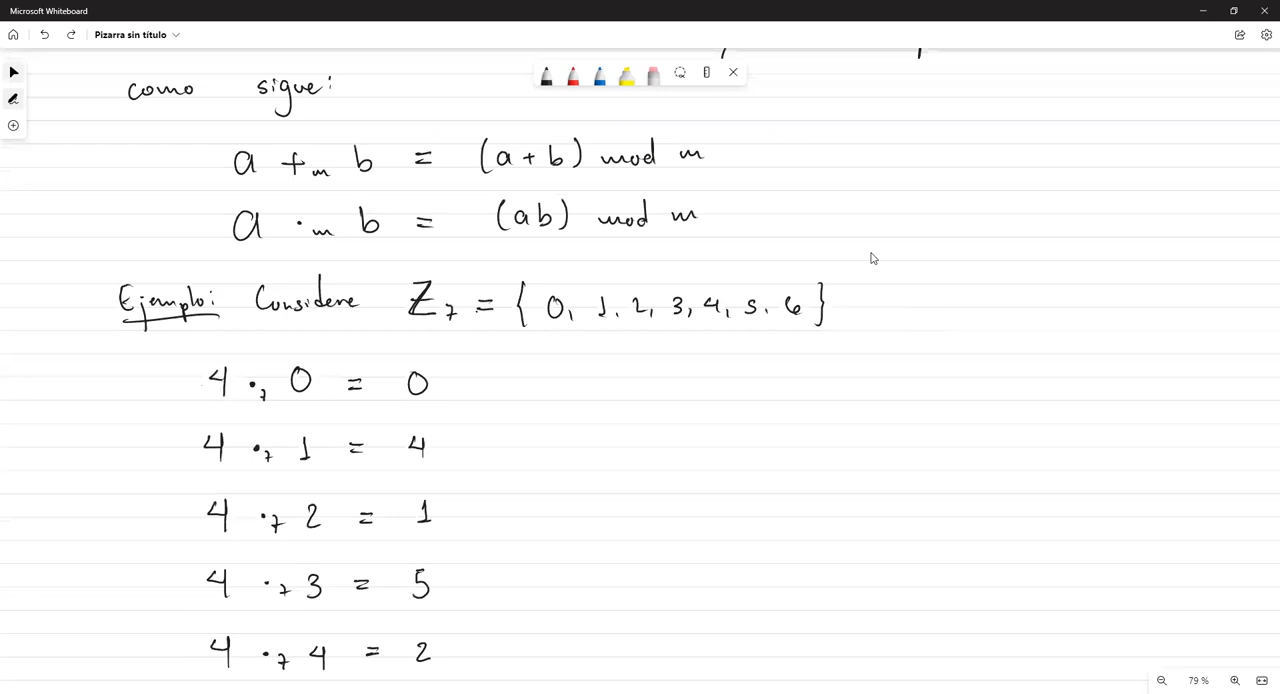 Microsoft Whiteboard
Pizarra sin título
como sigue:
a +ₘ b = (a + b) mod m
a ·ₘ b = (ab) mod m
Ejemplo: Considere Z₇ = { 0, 1, 2, 3, 4, 5, 6 }
4 ·₇ 0 = 0
4 ·₇ 1 = 4
4 ·₇ 2 = 1
4 ·₇ 3 = 5
4 ·₇ 4 = 2
79 %